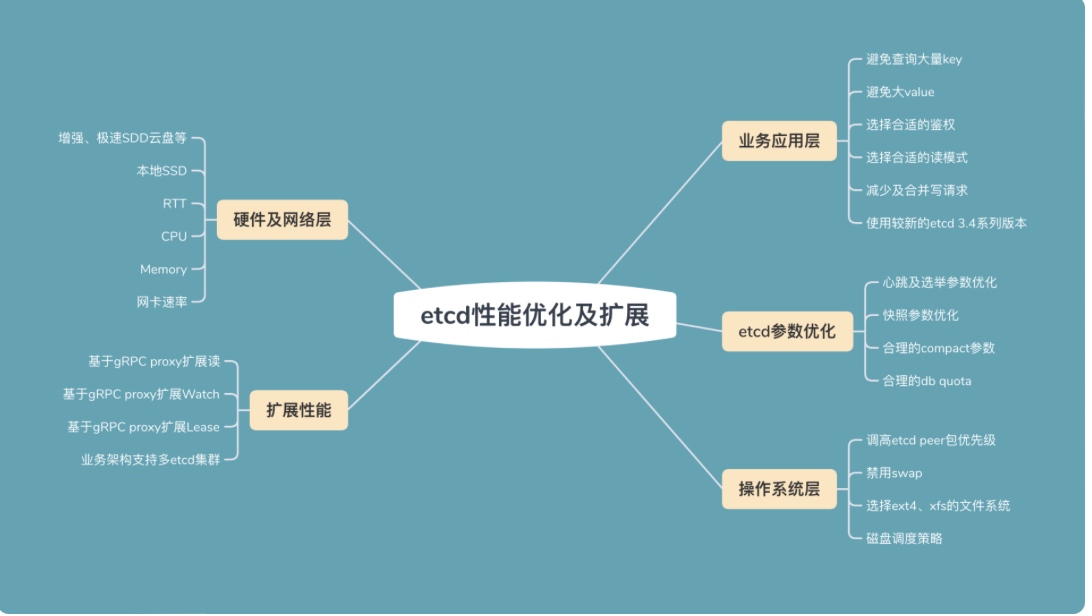 etcd性能优化及扩展
业务应用层
避免查询大量key
避免大value
选择合适的鉴权
选择合适的读模式
减少及合并写请求
使用较新的etcd 3.4系列版本
etcd参数优化
心跳及选举参数优化
快照参数优化
合理的compact参数
合理的db quota
操作系统层
调高etcd peer包优先级
禁用swap
选择ext4、xfs的文件系统
磁盘调度策略
硬件及网络层
增强、极速SDD云盘等
本地SSD
RTT
CPU
Memory
网卡速率
扩展性能
基于gRPC proxy扩展读
基于gRPC proxy扩展Watch
基于gRPC proxy扩展Lease
业务架构支持多etcd集群